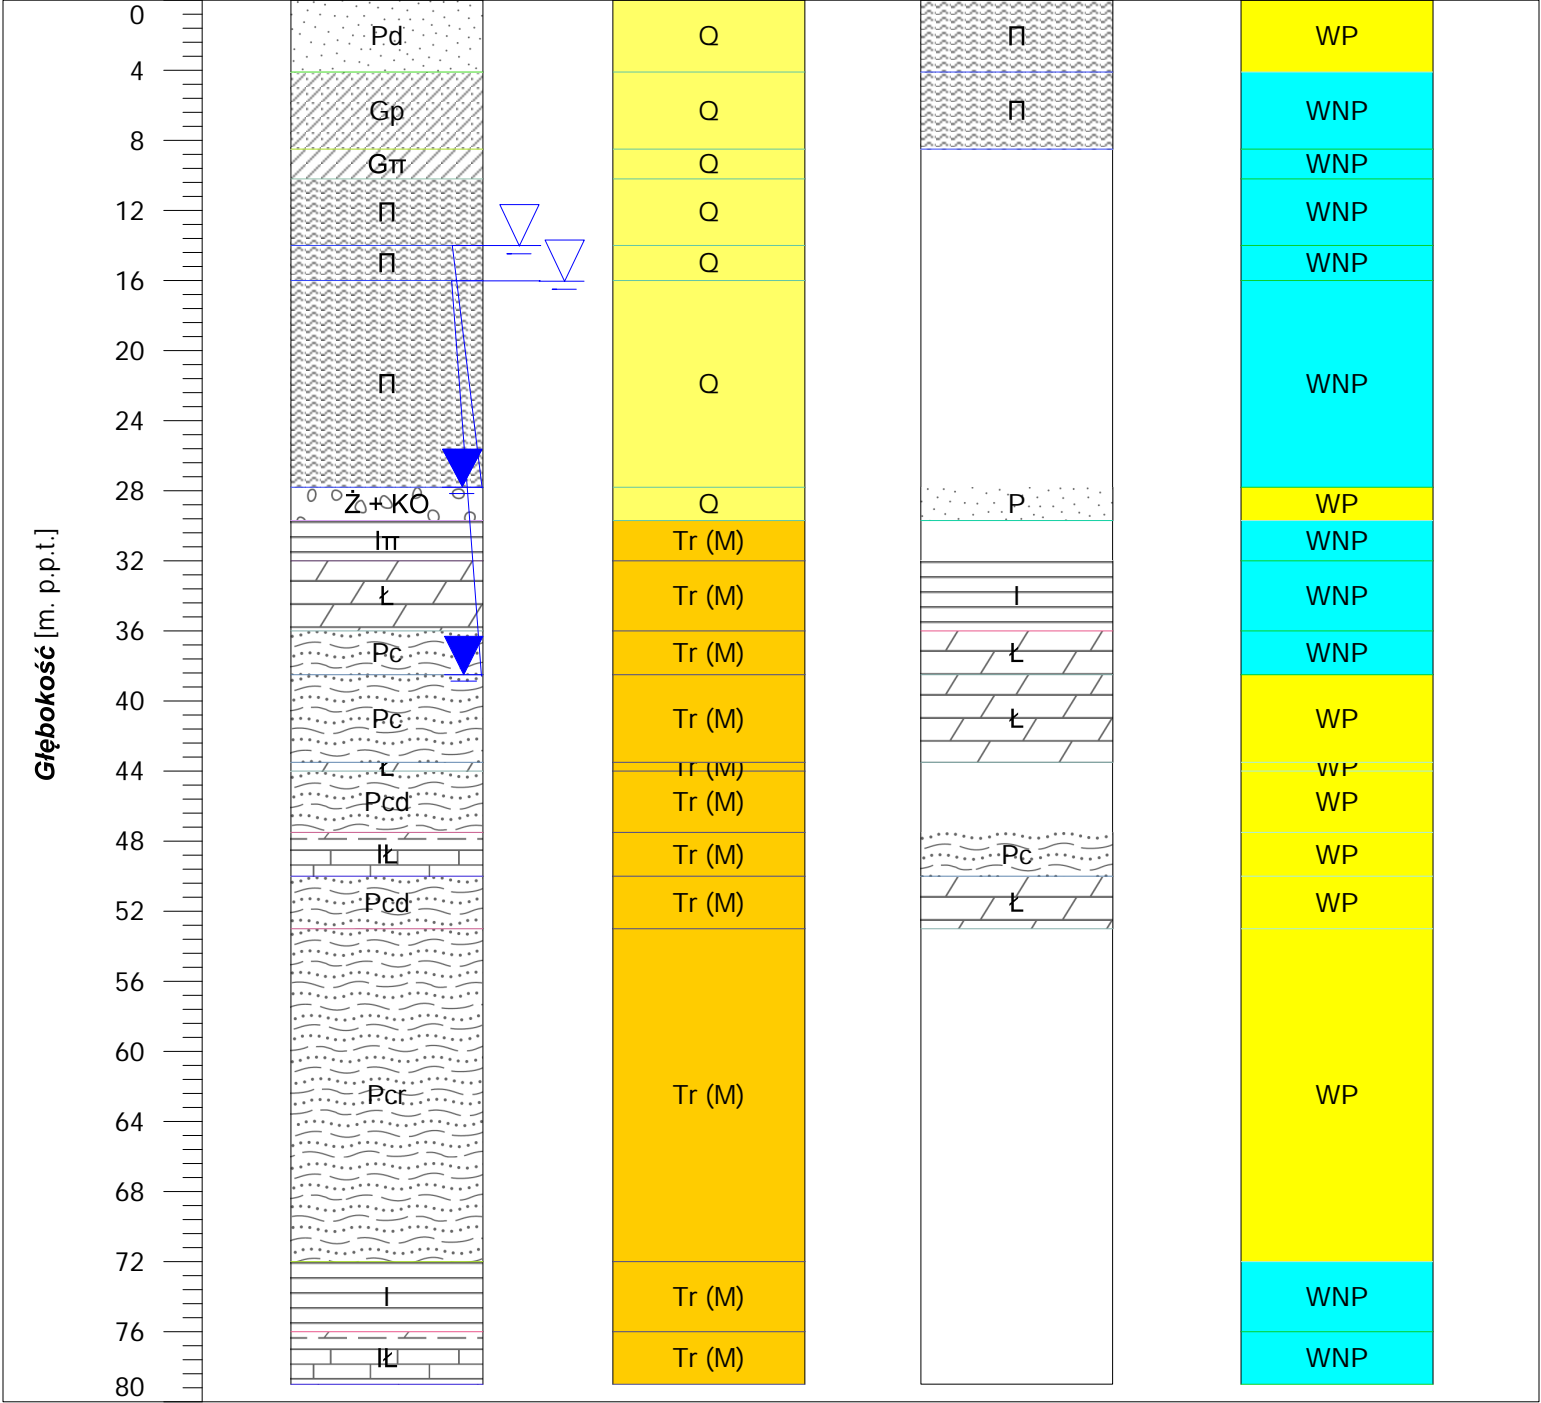 0
Pd
Q
П
WP
4
Gp
Q
П
WNP
8
Gπ
Q
WNP
12
П
Q
WNP
П
Q
WNP
16
20
П
Q
WNP
24
28
Ż + KO
Q
P
WP
Iπ
Tr (M)
WNP
32
Ł
Tr (M)
I
WNP
36
Pc
Tr (M)
Ł
WNP
40
Pc
Tr (M)
Ł
WP
Głębokość [m. p.p.t.]
44
Ł
Tr (M)
WP
Pcd
Tr (M)
WP
48
IŁ
Tr (M)
Pc
WP
52
Pcd
Tr (M)
Ł
WP
56
60
Pcr
Tr (M)
WP
64
68
72
I
Tr (M)
WNP
76
IŁ
Tr (M)
WNP
80